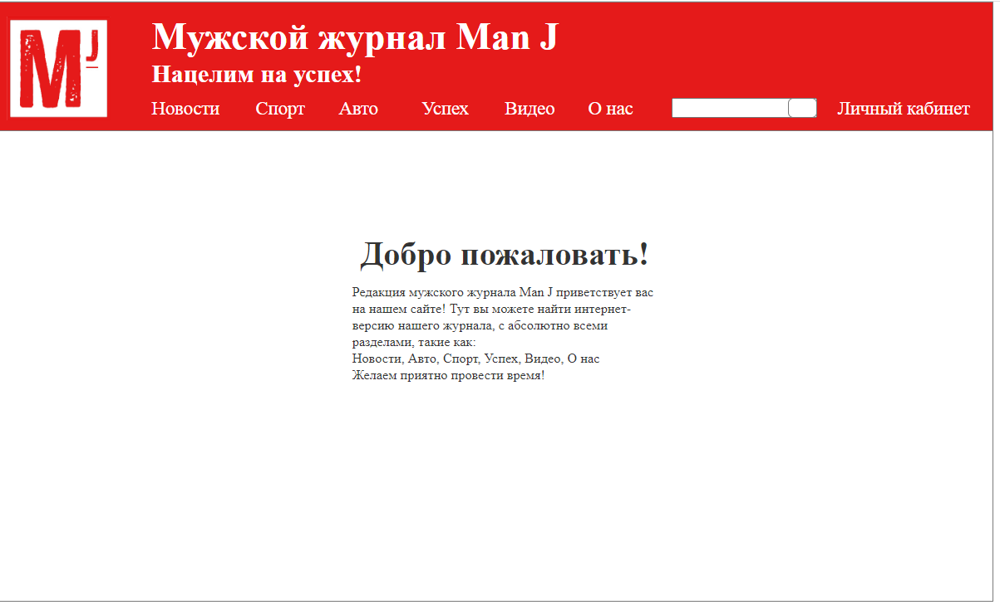 MJ
Мужской журнал Man J
Нацелим на успех!
Новости Спорт Авто Успех Видео О нас Личный кабинет
Добро пожаловать!
Редакция мужского журнала Man J приветствует вас
на нашем сайте! Тут вы можете найти интернет-
версию нашего журнала, с абсолютно всеми
разделами, такие как:
Новости, Авто, Спорт, Успех, Видео, О нас
Желаем приятно провести время!